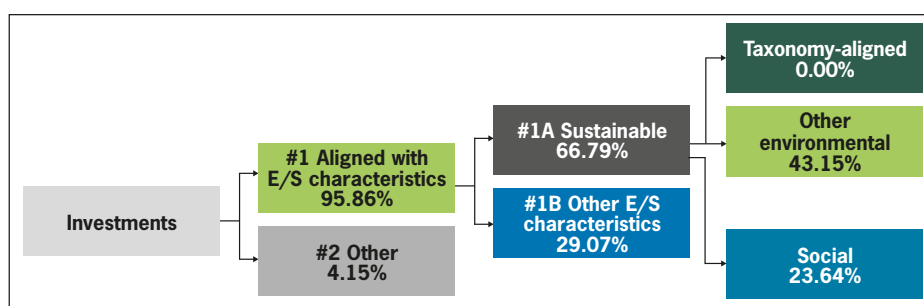 Investments
#1 Aligned with
E/S characteristics
95.86%
#2 Other
4.15%
#1A Sustainable
66.79%
#1B Other E/S
characteristics
29.07%
Taxonomy-aligned
0.00%
Other
environmental
43.15%
Social
23.64%